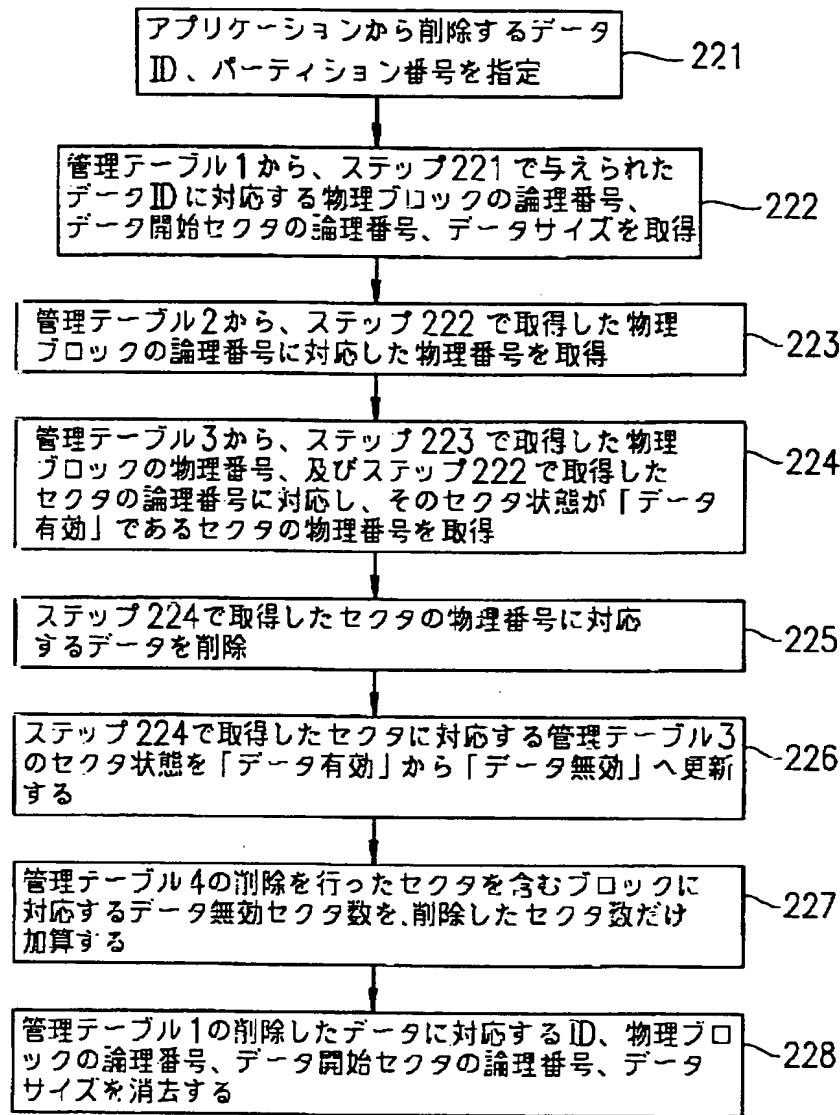 アプリケーションから削除するデータ
ID、パーティション番号を指定
221
管理テーブル1から、ステップ221で与えられた
データIDに対応する物理ブロックの論理番号、
データ開始セクタの論理番号、データサイズを取得
222
管理テーブル2から、ステップ222で取得した物理
ブロックの論理番号に対応した物理番号を取得
223
管理テーブル3から、ステップ223で取得した物理
ブロックの物理番号、及びステップ222で取得した
セクタの論理番号に対応し、そのセクタ状態が「データ
有効」であるセクタの物理番号を取得
224
ステップ224で取得したセクタの物理番号に対応
するデータを削除
225
ステップ224で取得したセクタに対応する管理テーブル3
のセクタ状態を「データ有効」から「データ無効」へ更新
する
226
管理テーブル4の削除を行ったセクタを含むブロックに
対応するデータ無効セクタ数を、削除したセクタ数だけ
加算する
227
管理テーブル1の削除したデータに対応するID、物理ブロ
ックの論理番号、データ開始セクタの論理番号、データ
サイズを消去する
228